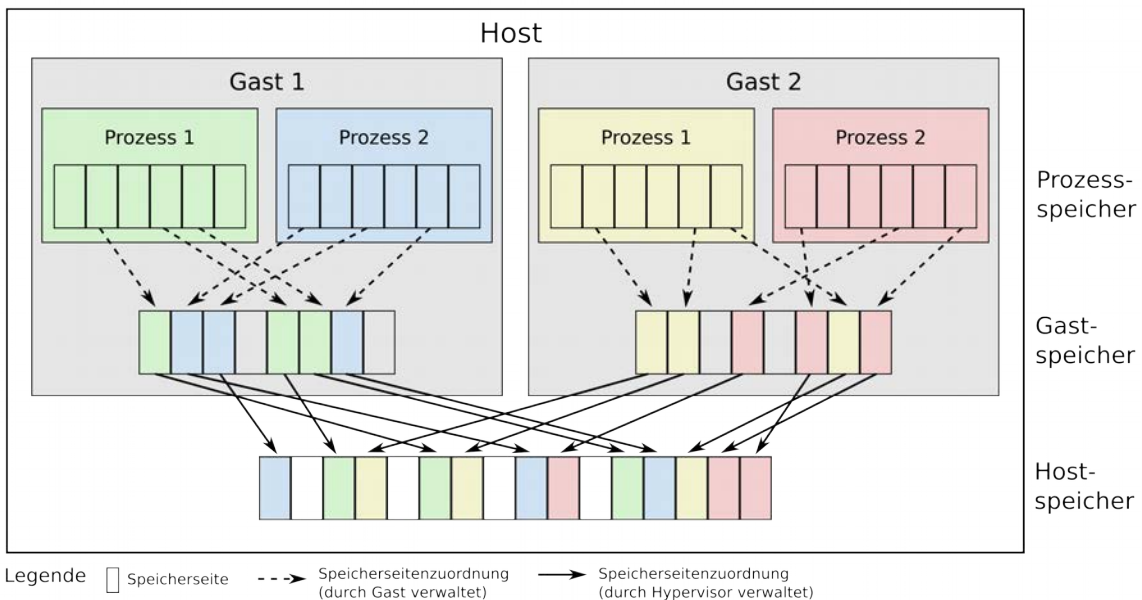 Host
Gast 1
Gast 2
Prozess 1
Prozess 2
Prozess 1
Prozess 2
Prozess-
speicher
Gast-
speicher
Host-
speicher
Legende
Speicherseite
Speicherseitenzuordnung
(durch Gast verwaltet)
Speicherseitenzuordnung
(durch Hypervisor verwaltet)